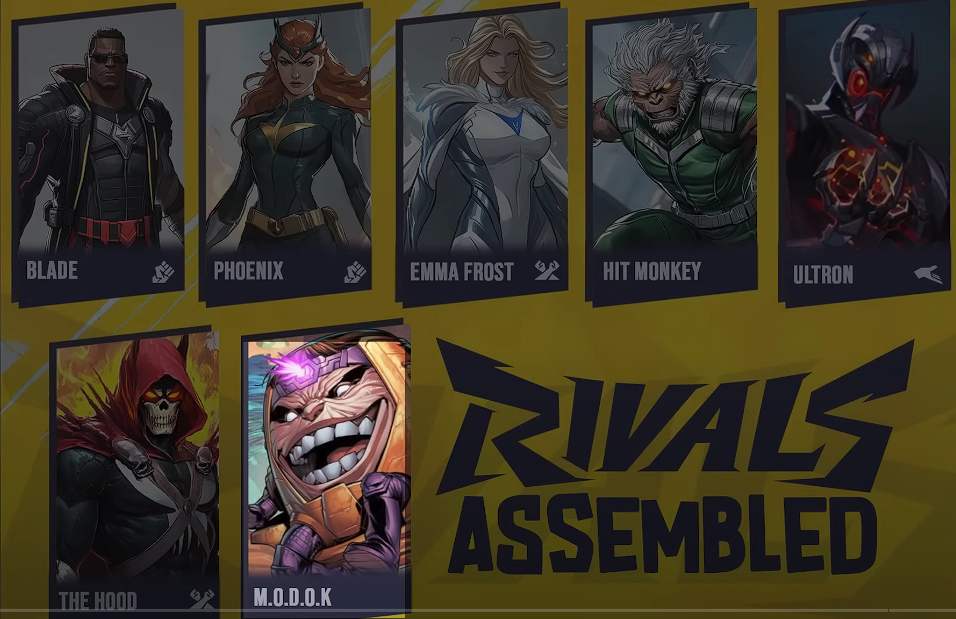 BLADE
PHOENIX
EMMA FROST
HIT MONKEY
ULTRON
THE HOOD
M.O.D.O.K
RIVALS
ASSEMBLED